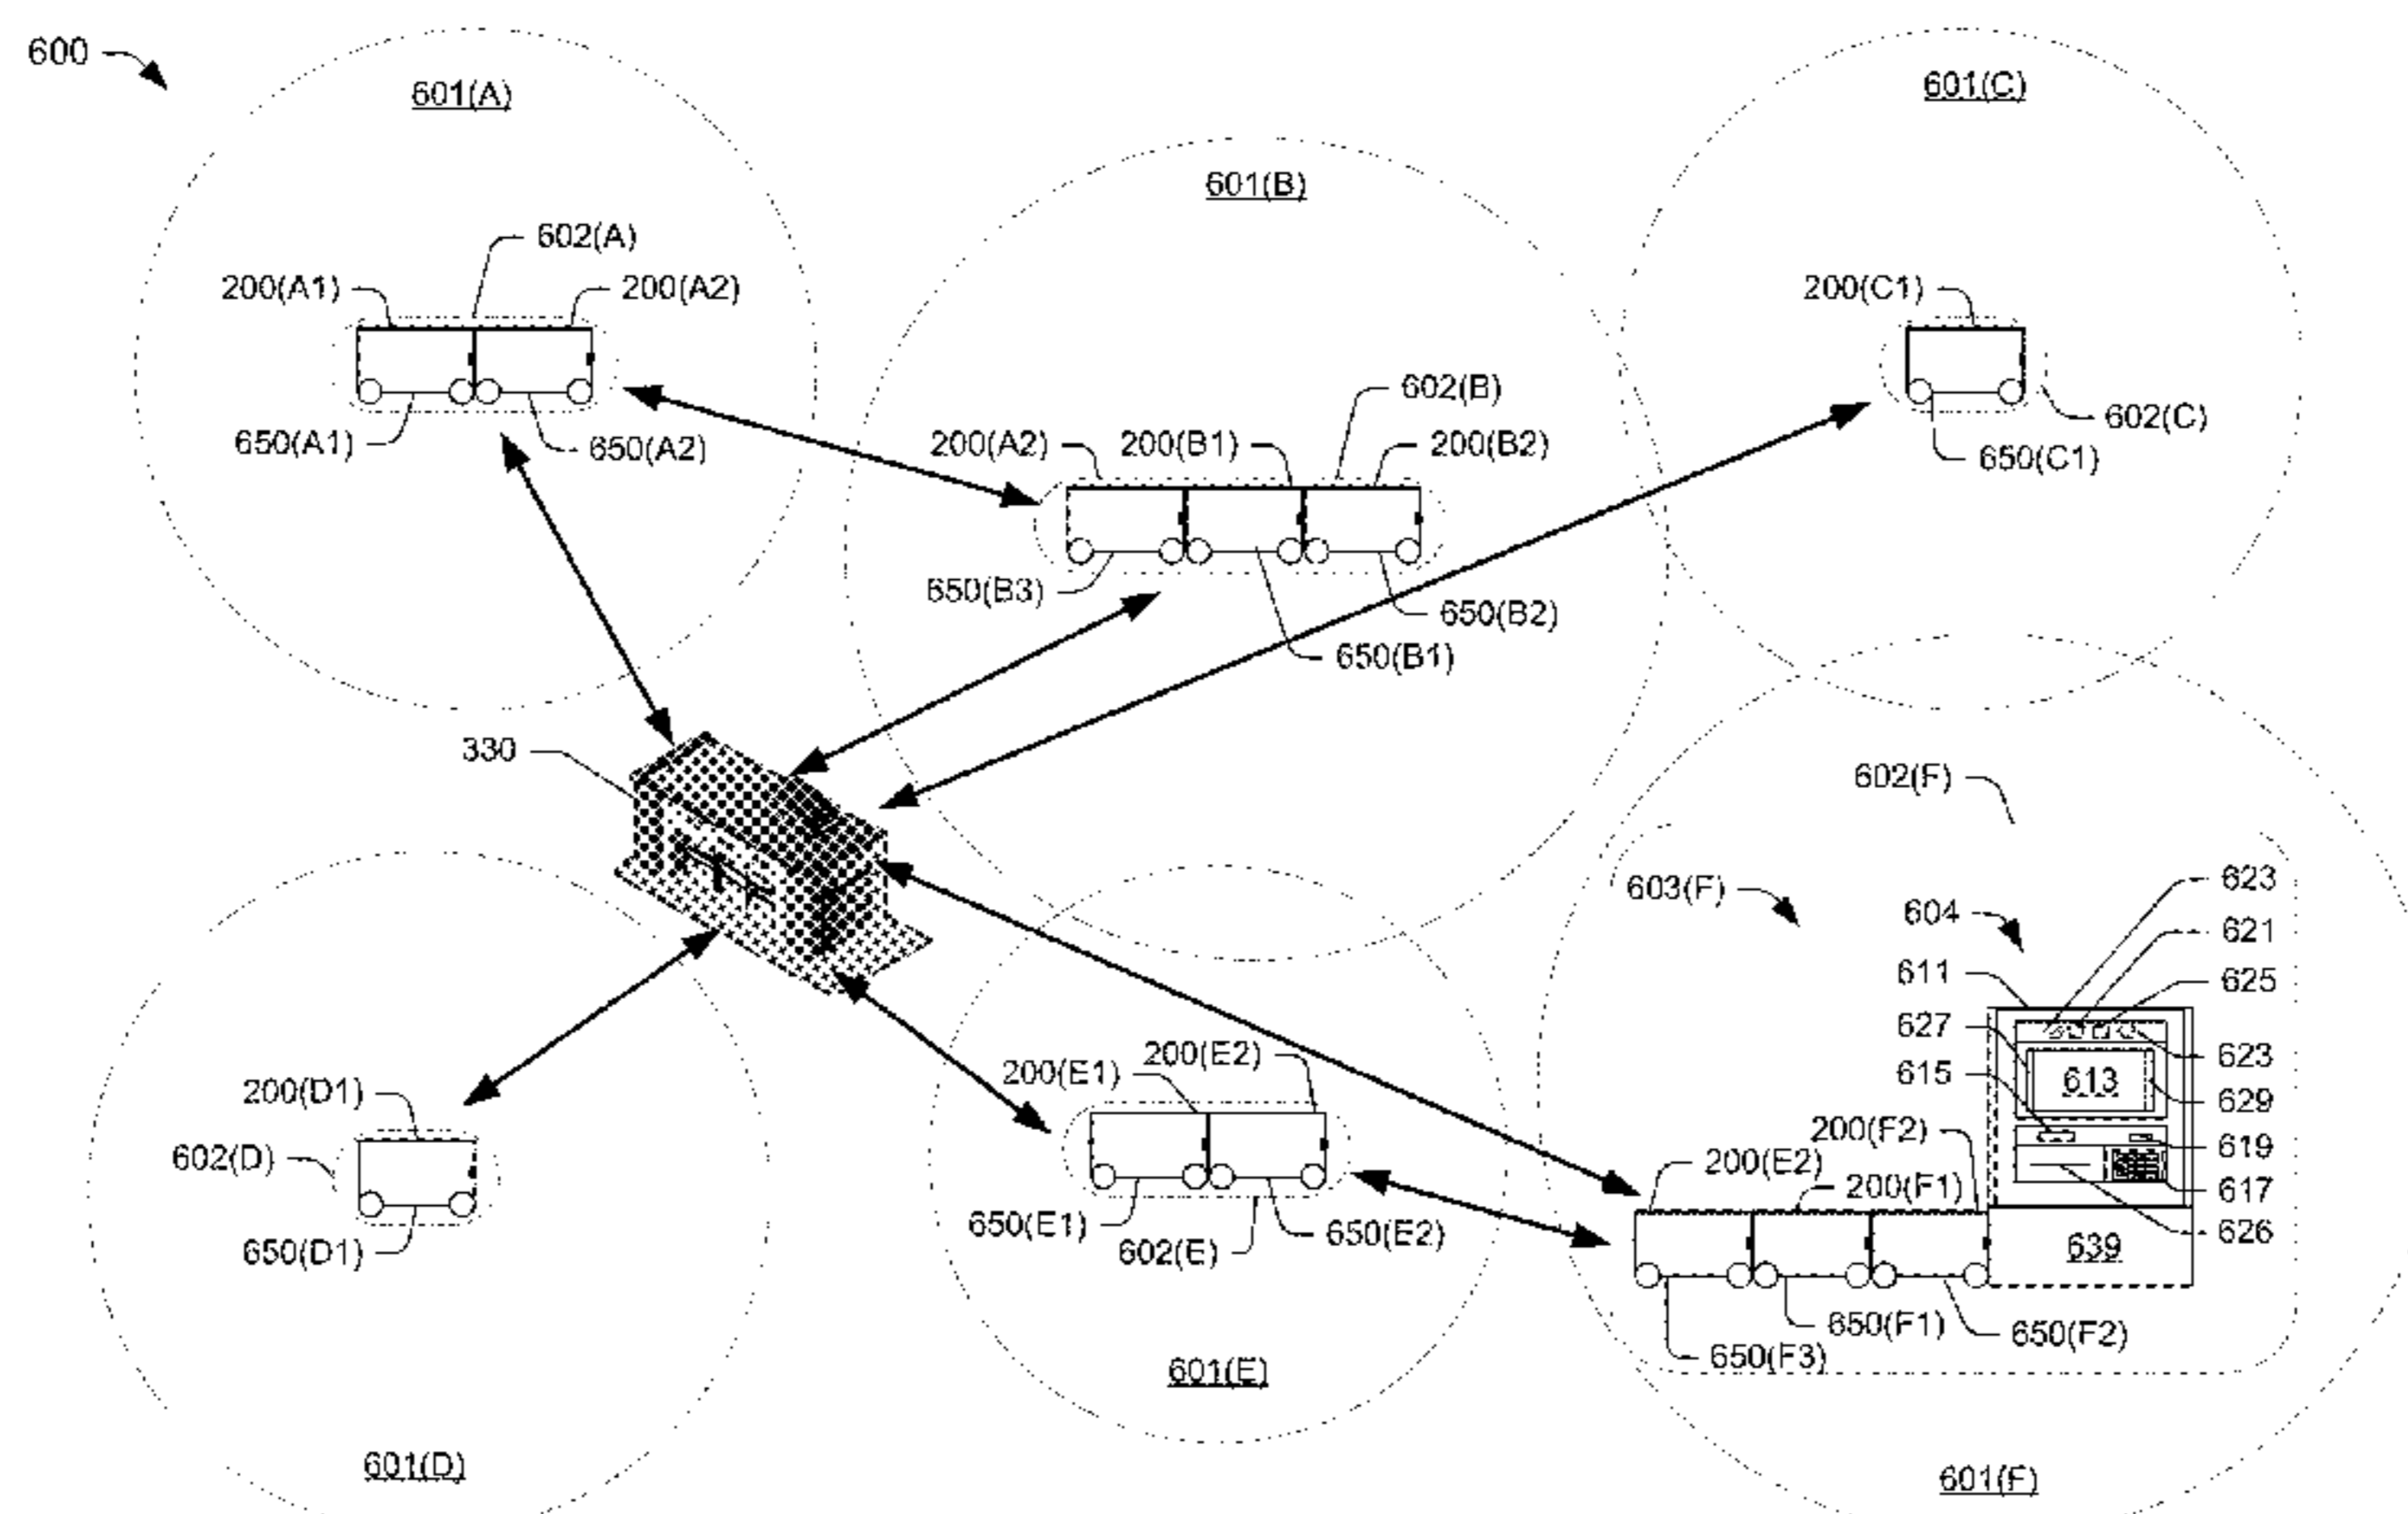 600
601(A)
601(C)
601(B)
602(A)
200(A1)
200(A2)
200(C1)
650(A1)
650(A2)
602(B)
602(C)
200(A2)
200(B1)
200(B2)
650(C1)
650(B3)
650(B2)
650(B1)
330
602(F)
603(F)
623
604
621
611
625
627
623
615
613
629
200(D1)
200(E1)
200(E2)
200(F2)
619
602(D)
200(E2)
200(F1)
617
650(D1)
650(E1)
602(E)
650(E2)
639
626
650(F3)
650(F1)
650(F2)
601(E)
601(D)
601(F)